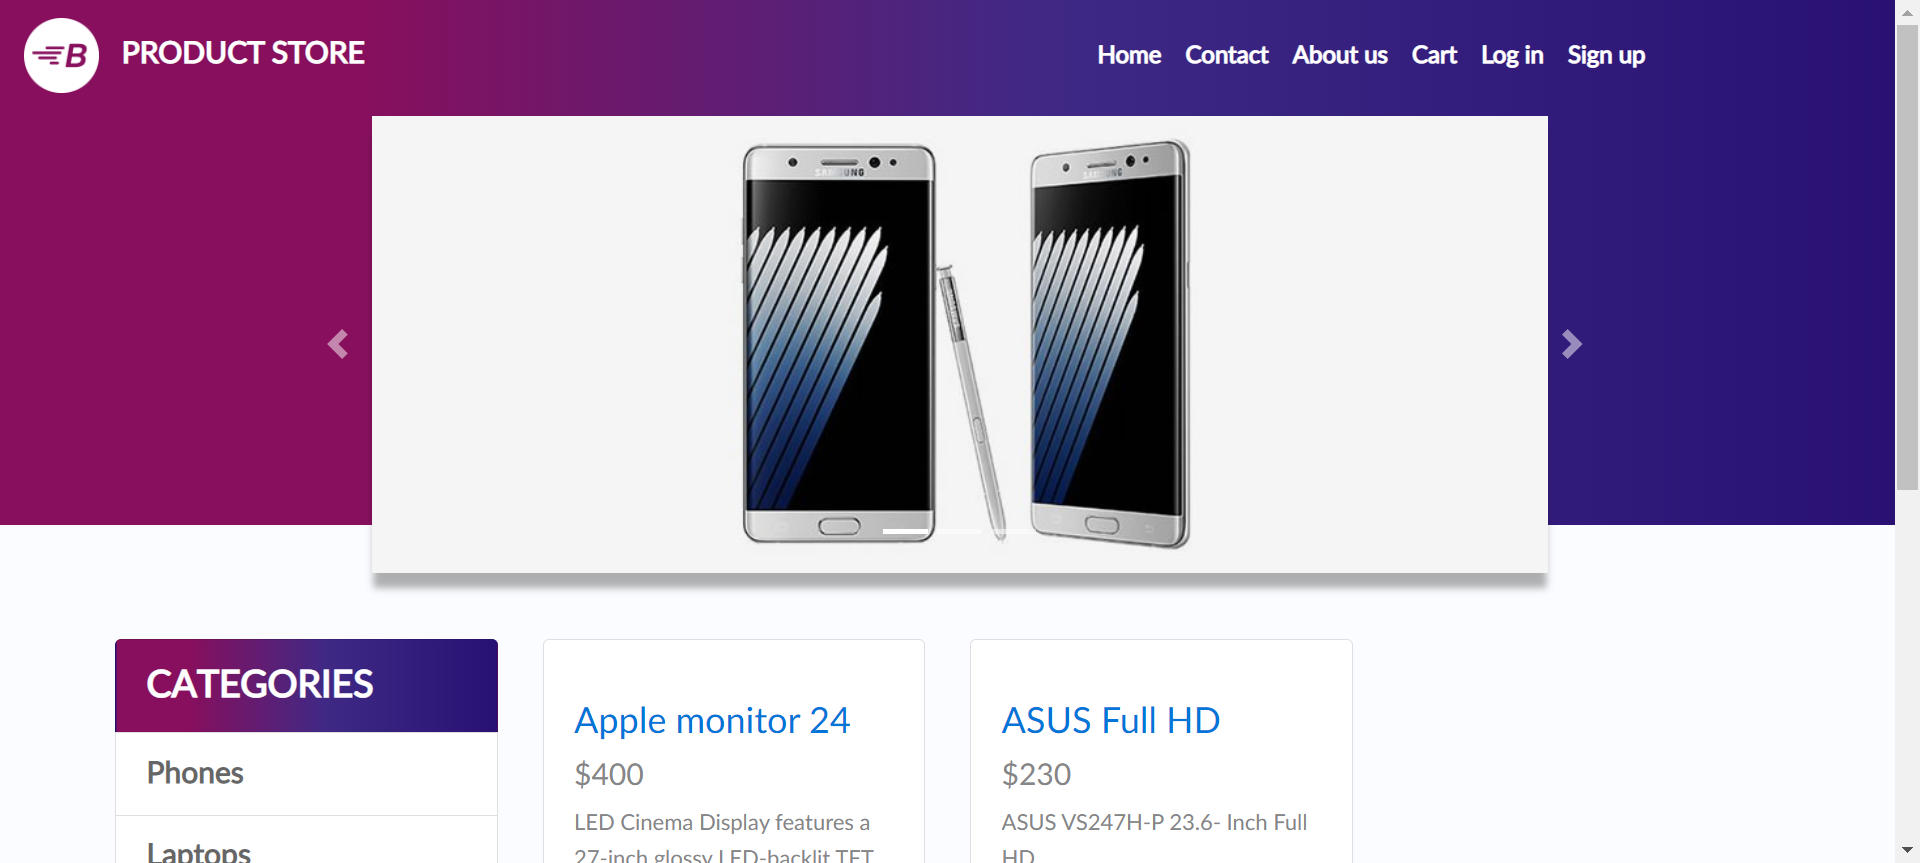 B PRODUCT STORE Home Contact About us Cart Log in Sign up
SAMSUNG SAMSUNG
CATEGORIES
Phones
Laptops
Apple monitor 24
$400
LED Cinema Display features a
27-inch glossy LED-backlit TFT
ASUS Full HD
$230
ASUS VS247H-P 23.6- Inch Full
HD